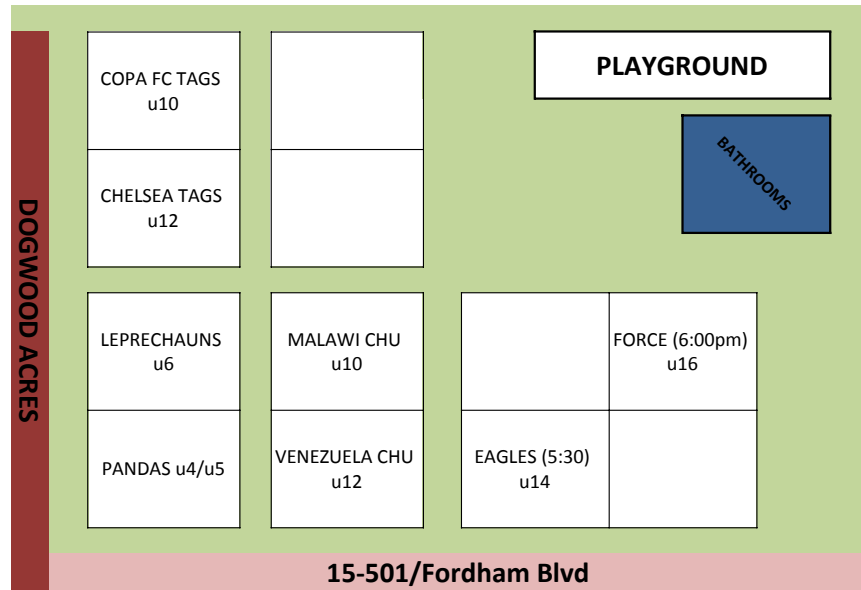 PLAYGROUND
COPA FC TAGS
u10
BATHROOMS
CHELSEA TAGS
u12
DOGWOOD ACRES
LEPRECHAUNS
u6
MALAWI CHU
u10
FORCE (6:00pm)
u16
PANDAS u4/u5
VENEZUELA CHU
u12
EAGLES (5:30)
u14
15-501/Fordham Blvd